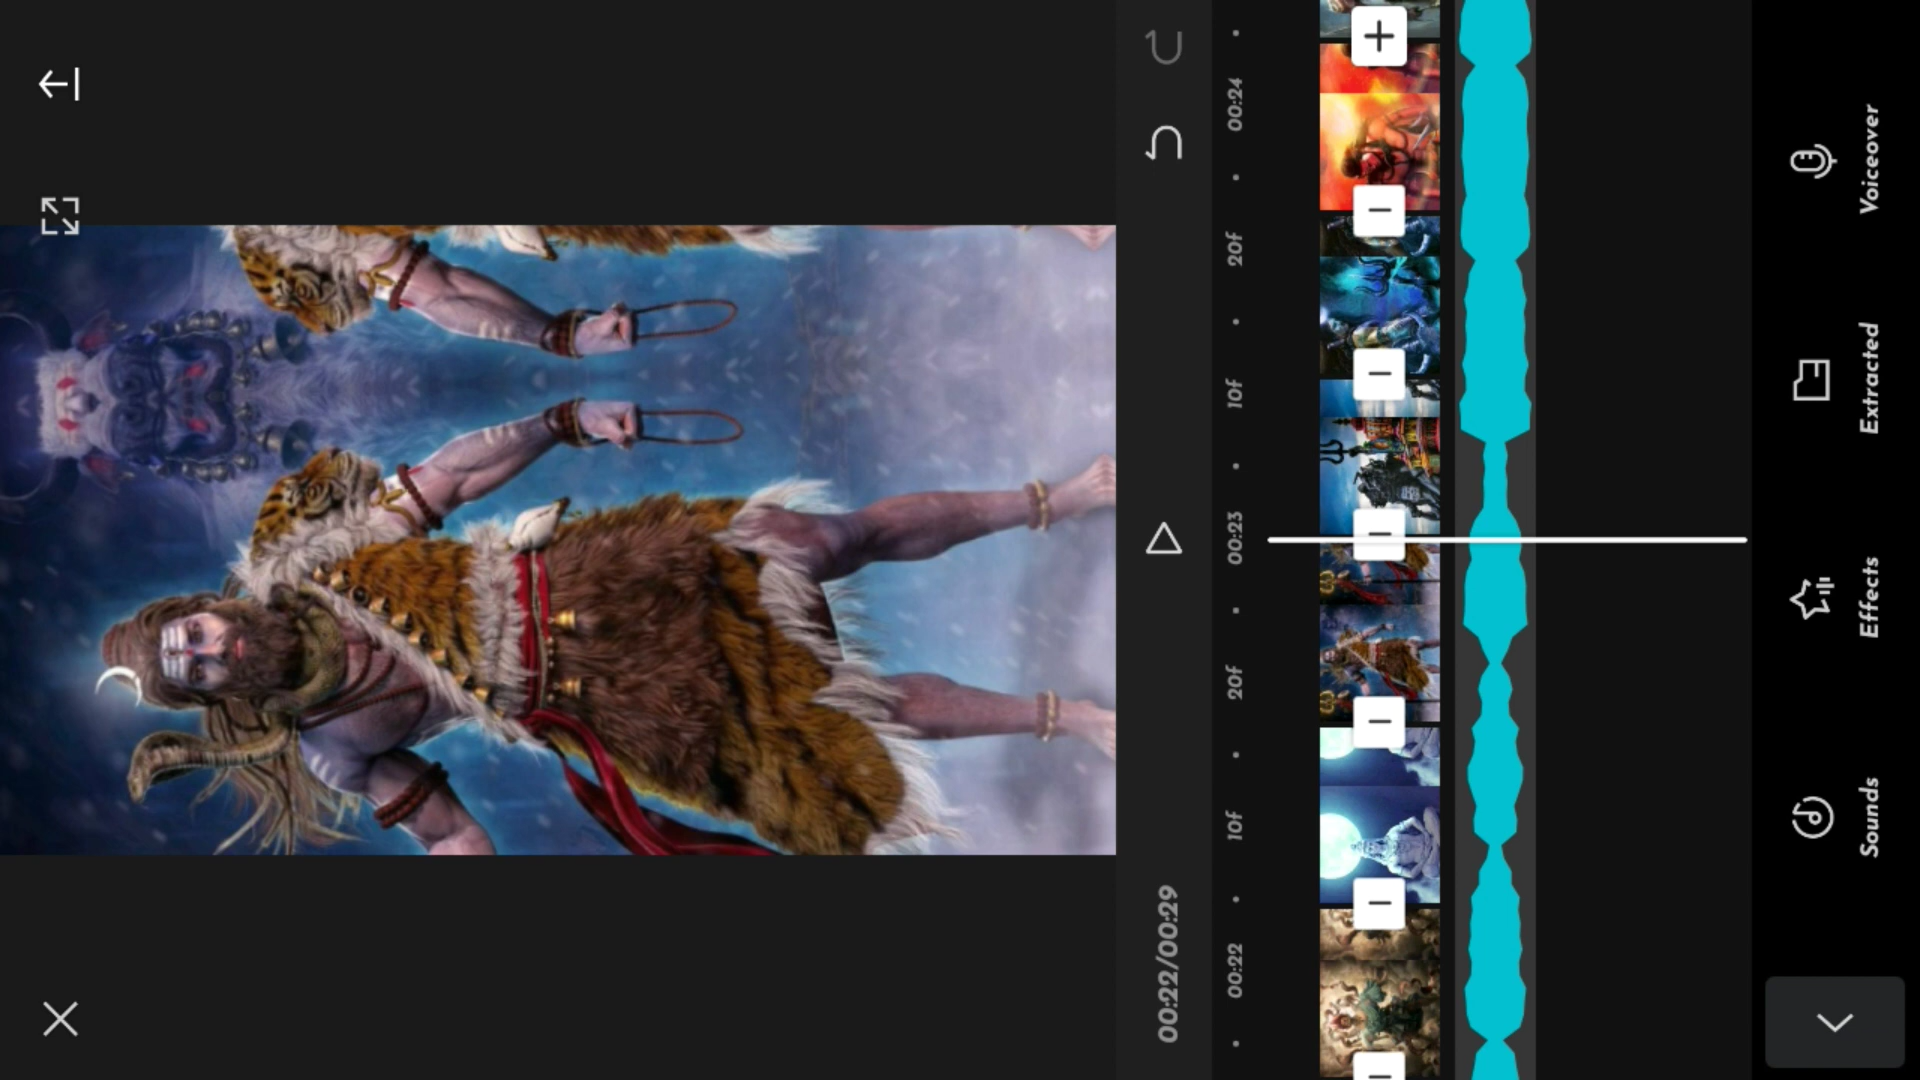 00:22/00:29
00:22
10f
20f
00:23
10f
20f
00:24
Sounds
Effects
Extracted
Voiceover